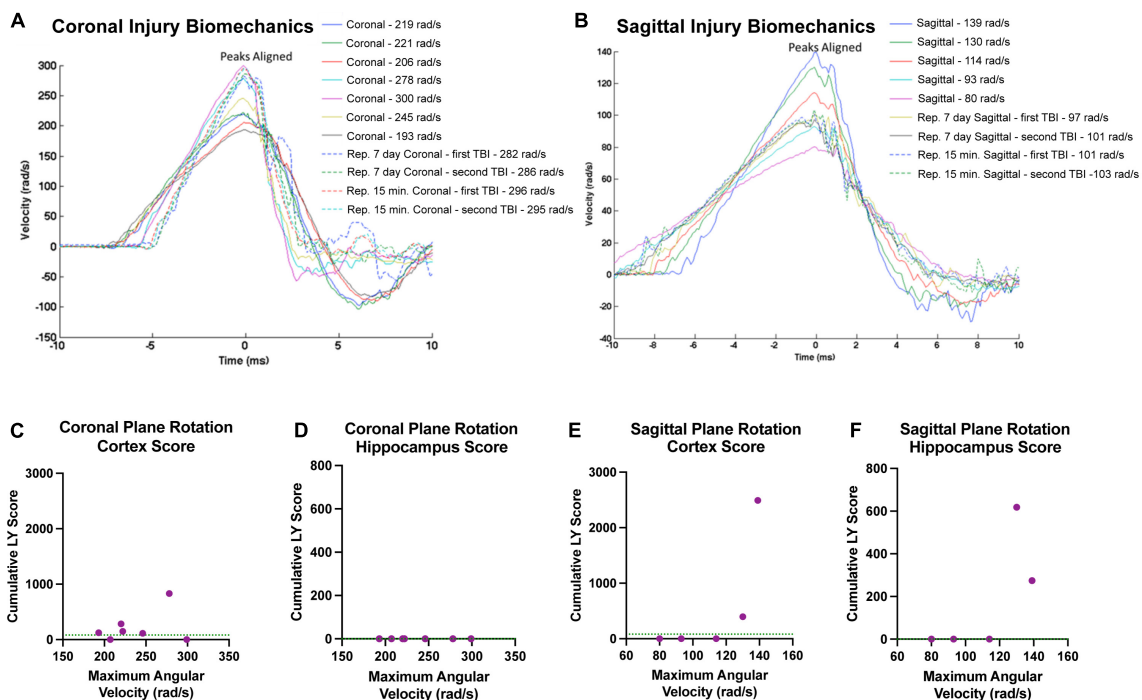 A
Coronal Injury Biomechanics
Peaks Aligned
Coronal - 219 rad/s
Coronal - 221 rad/s
Coronal - 206 rad/s
Coronal - 278 rad/s
Coronal - 300 rad/s
Coronal - 245 rad/s
Coronal - 193 rad/s
Rep. 7 day Coronal - first TBI - 282 rad/s
Rep. 7 day Coronal - second TBI - 286 rad/s
Rep. 15 min. Coronal - first TBI - 296 rad/s
Rep. 15 min. Coronal - second TBI - 295 rad/s
Velocity (rad/s)
300
250
200
150
100
50
0
-50
-100
-150
-10
-5
0
5
10
Time (ms)
B
Sagittal Injury Biomechanics
Peaks Aligned
Sagittal - 139 rad/s
Sagittal - 130 rad/s
Sagittal - 114 rad/s
Sagittal - 93 rad/s
Sagittal - 80 rad/s
Rep. 7 day Sagittal - first TBI - 97 rad/s
Rep. 7 day Sagittal - second TBI - 101 rad/s
Rep. 15 min. Sagittal - first TBI - 101 rad/s
Rep. 15 min. Sagittal - second TBI -103 rad/s
Velocity (rad/s)
140
120
100
80
60
40
20
0
-20
-40
-10
-8
-6
-4
-2
0
2
4
6
8
10
Time (ms)
C
Coronal Plane Rotation
Cortex Score
Cumulative LY Score
3000
2000
1000
0
150
200
250
300
350
Maximum Angular
Velocity (rad/s)
D
Coronal Plane Rotation
Hippocampus Score
Cumulative LY Score
800
600
400
200
0
150
200
250
300
350
Maximum Angular
Velocity (rad/s)
E
Sagittal Plane Rotation
Cortex Score
Cumulative LY Score
3000
2000
1000
0
60
80
100
120
140
160
Maximum Angular
Velocity (rad/s)
F
Sagittal Plane Rotation
Hippocampus Score
Cumulative LY Score
800
600
400
200
0
60
80
100
120
140
160
Maximum Angular
Velocity (rad/s)